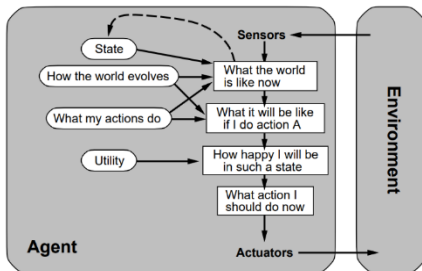 Sensors
State
What the world
is like now
How the world evolves
What my actions do
What it will be like
if I do action A
Utility
How happy I will be
in such a state
What action I
should do now
Agent
Actuators
Environment